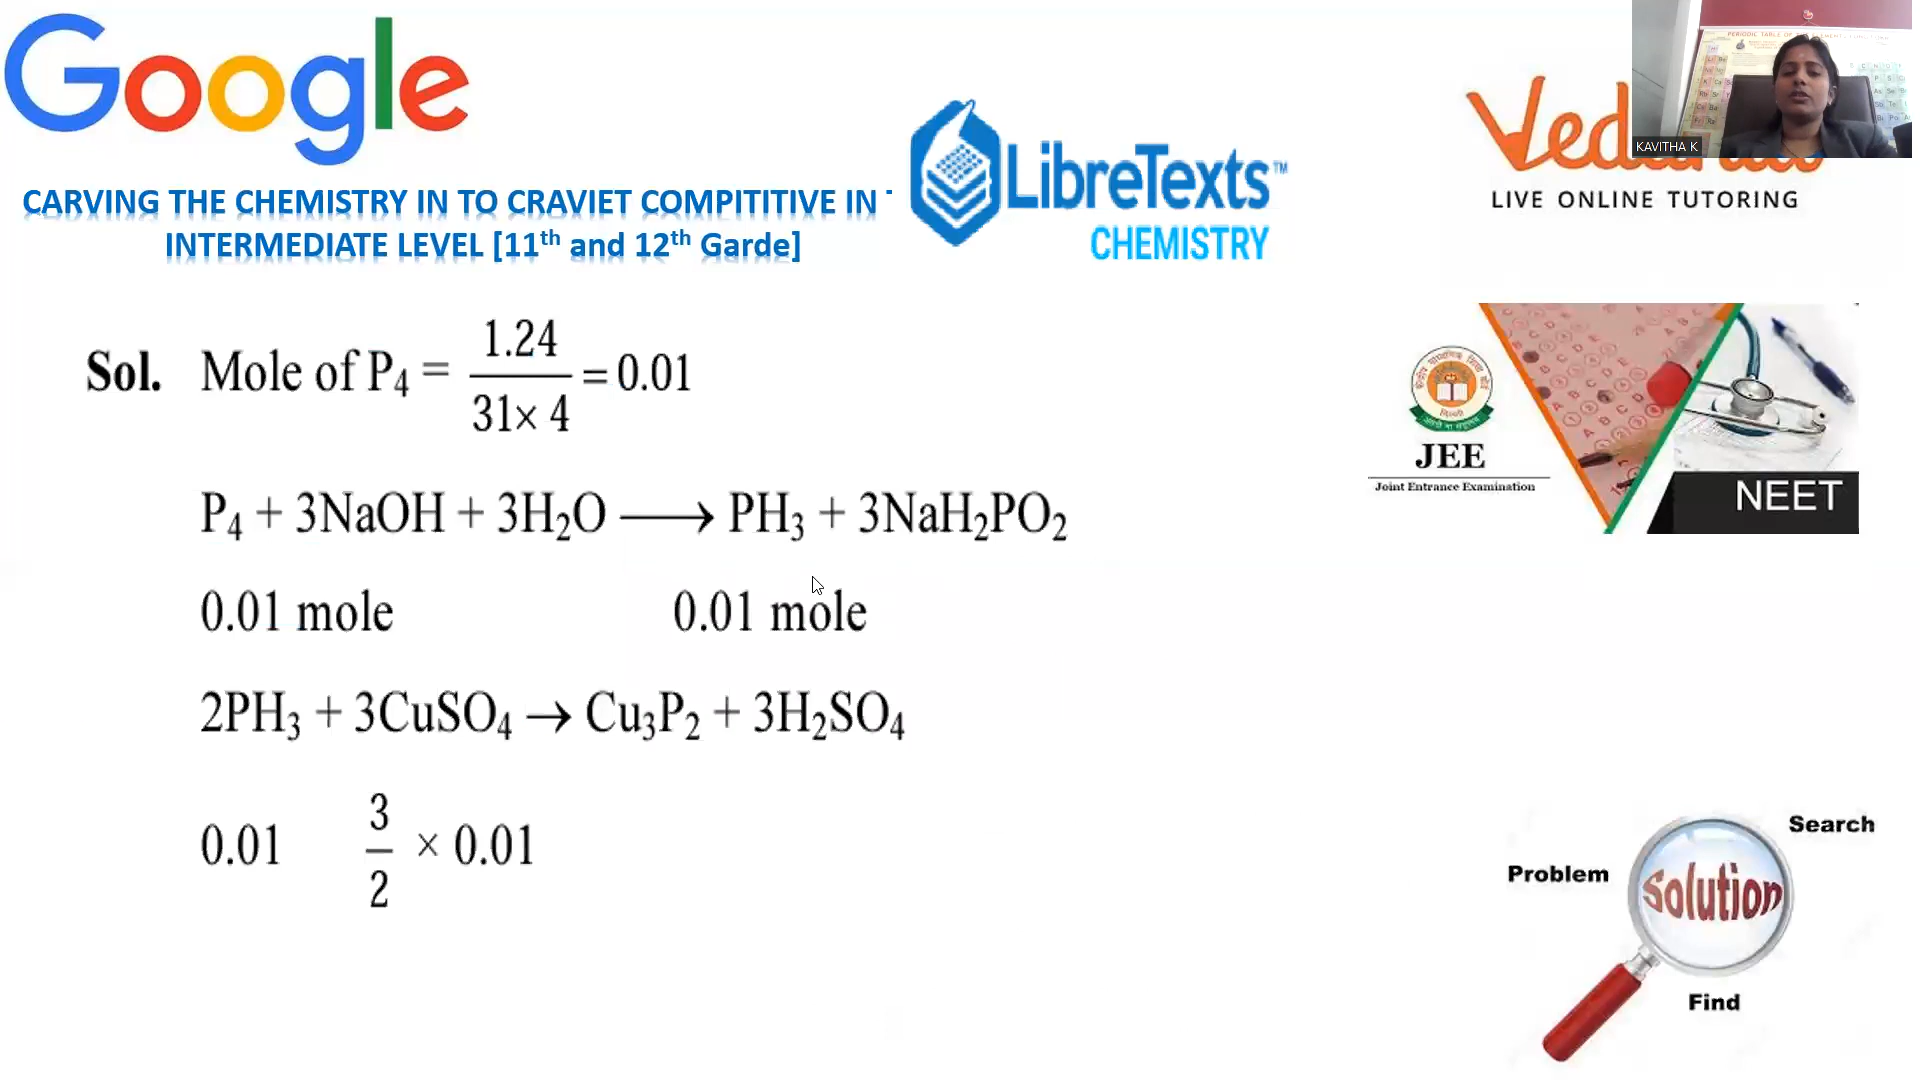 Google
CARVING THE CHEMISTRY IN TO CRAVIET COMPITITIVE IN
INTERMEDIATE LEVEL [11th and 12th Garde]
LibreTexts™
CHEMISTRY
LIVE ONLINE TUTORING
PERIODIC TABLE OF
KAVITHA K
Sol. Mole of P₄ = 1.24 / 31× 4 = 0.01
P₄ + 3NaOH + 3H₂O ⟶ PH₃ + 3NaH₂PO₂
0.01 mole 0.01 mole
2PH₃ + 3CuSO₄ → Cu₃P₂ + 3H₂SO₄
0.01 3/2 × 0.01
JEE
Joint Entrance Examination
NEET
Search
Problem
Solution
Find